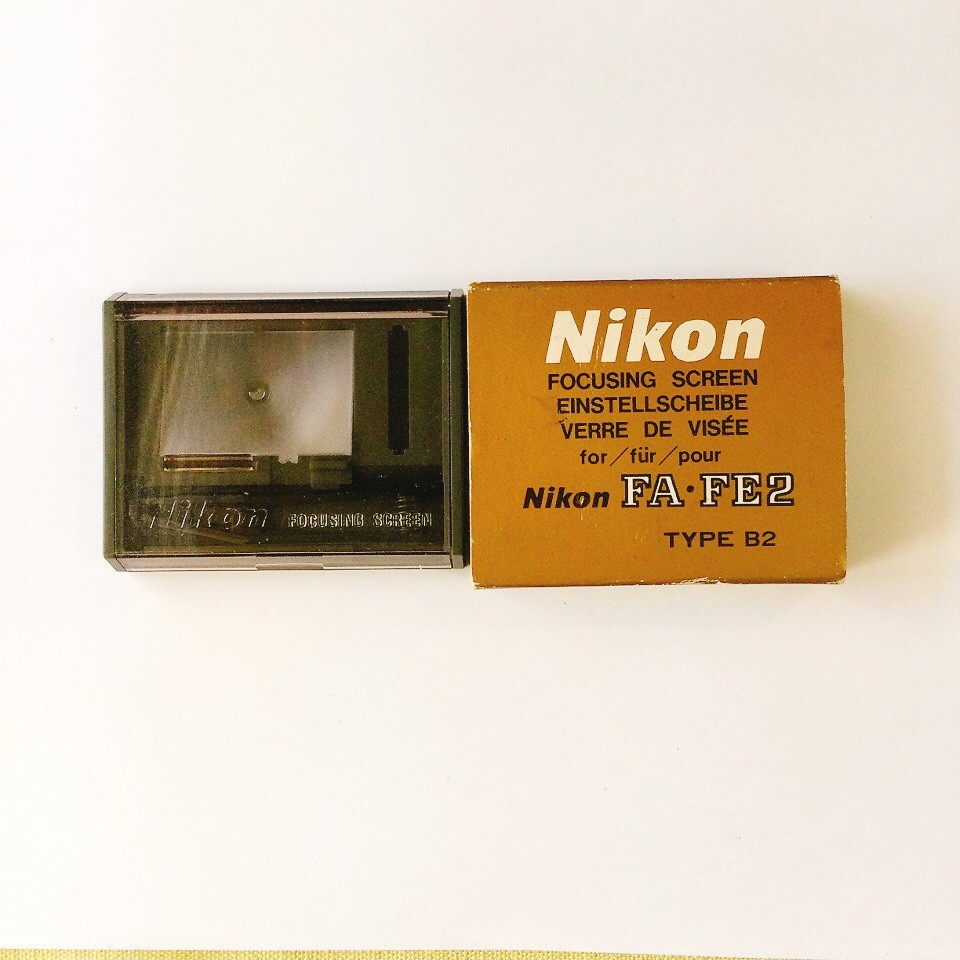 Nikon FOCUSING SCREEN
Nikon
FOCUSING SCREEN
EINSTELLSCHEIBE
VERRE DE VISÉE
for/für/pour
Nikon FA·FE2
TYPE B2